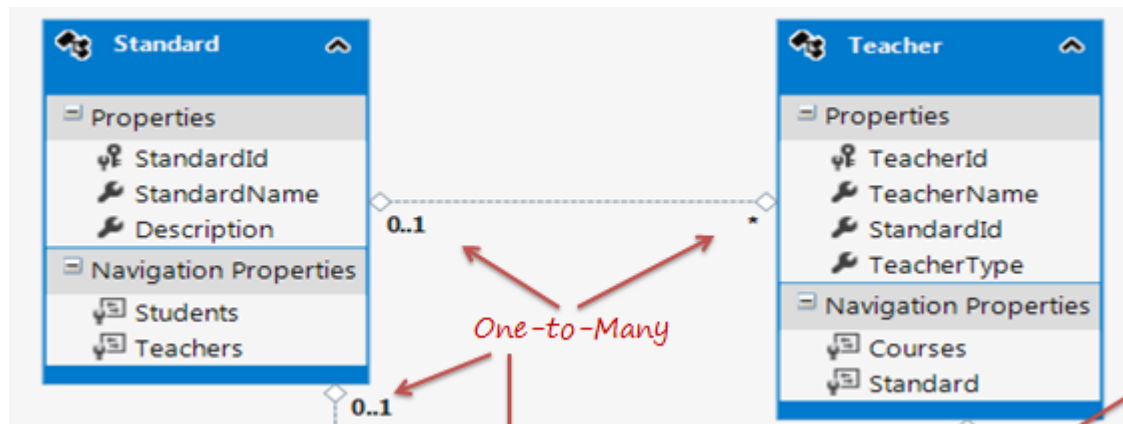 Standard
Properties
StandardId
StandardName
Description
Navigation Properties
Students
Teachers
0..1
*
One-to-Many
0..1
Teacher
Properties
TeacherId
TeacherName
StandardId
TeacherType
Navigation Properties
Courses
Standard